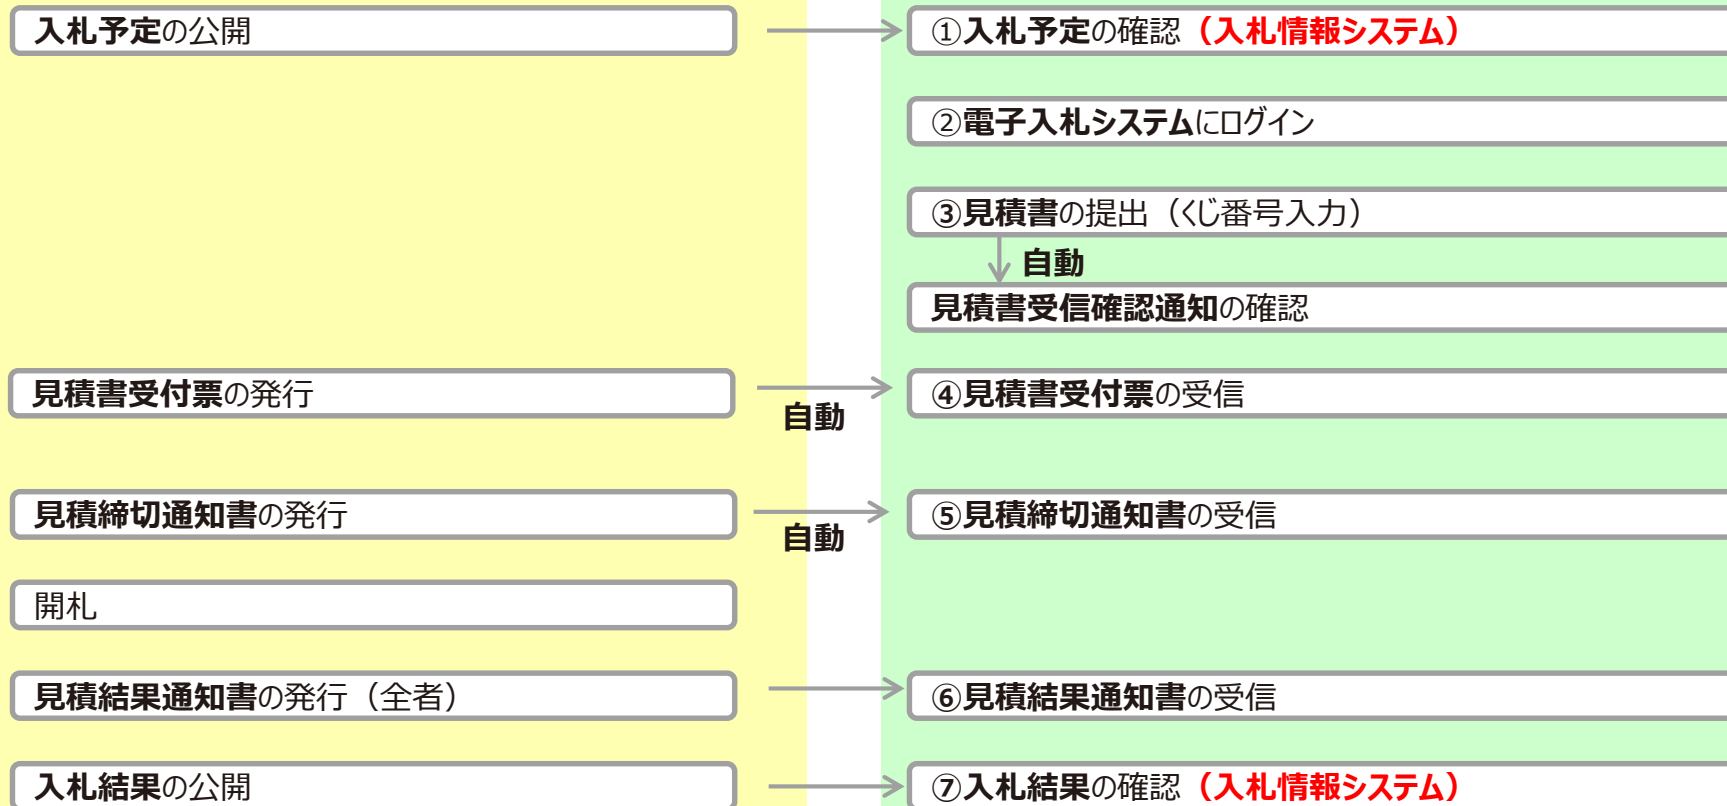 入札予定の公開
①入札予定の確認（入札情報システム）
②電子入札システムにログイン
③見積書の提出（くじ番号入力）
自動
見積書受信確認通知の確認
見積書受付票の発行
自動
④見積書受付票の受信
見積締切通知書の発行
自動
⑤見積締切通知書の受信
開札
見積結果通知書の発行（全者）
⑥見積結果通知書の受信
入札結果の公開
⑦入札結果の確認（入札情報システム）